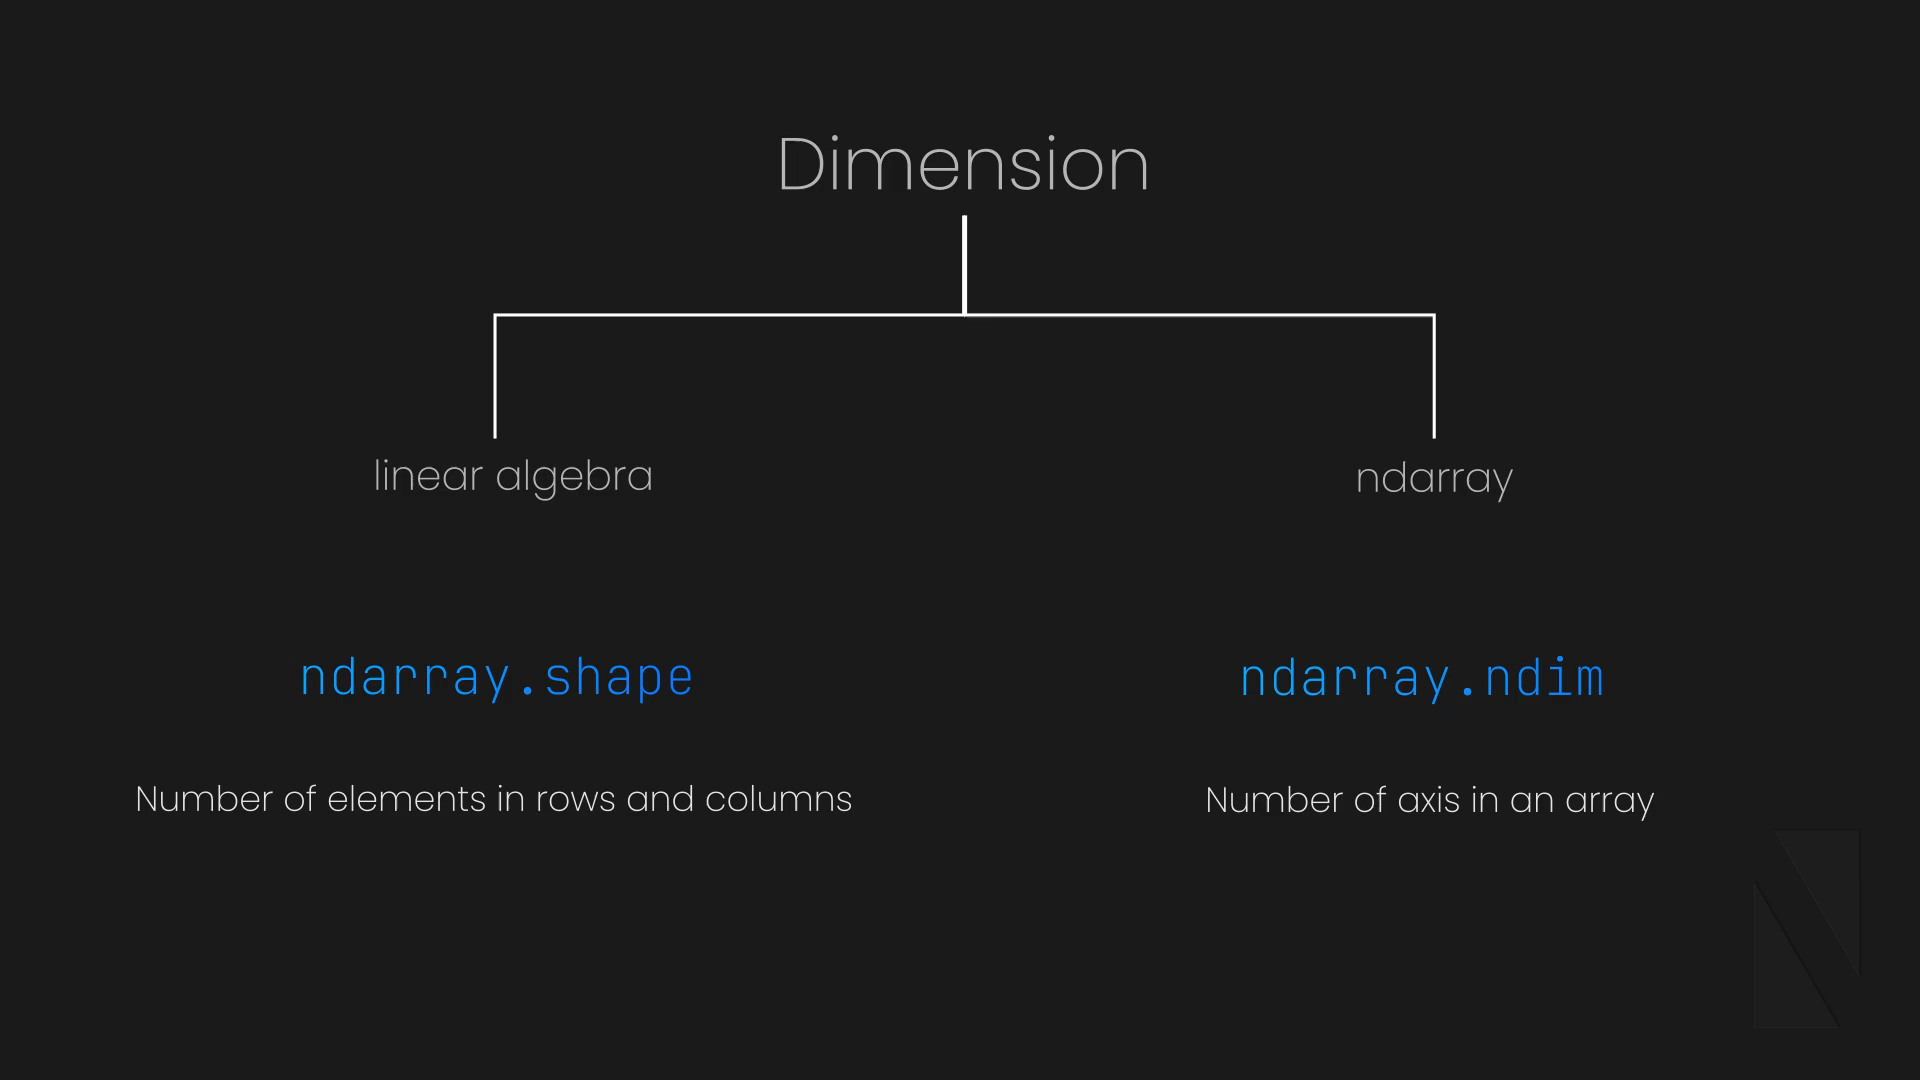 Dimension
linear algebra
ndarray
ndarray.shape
ndarray.ndim
Number of elements in rows and columns
Number of axis in an array